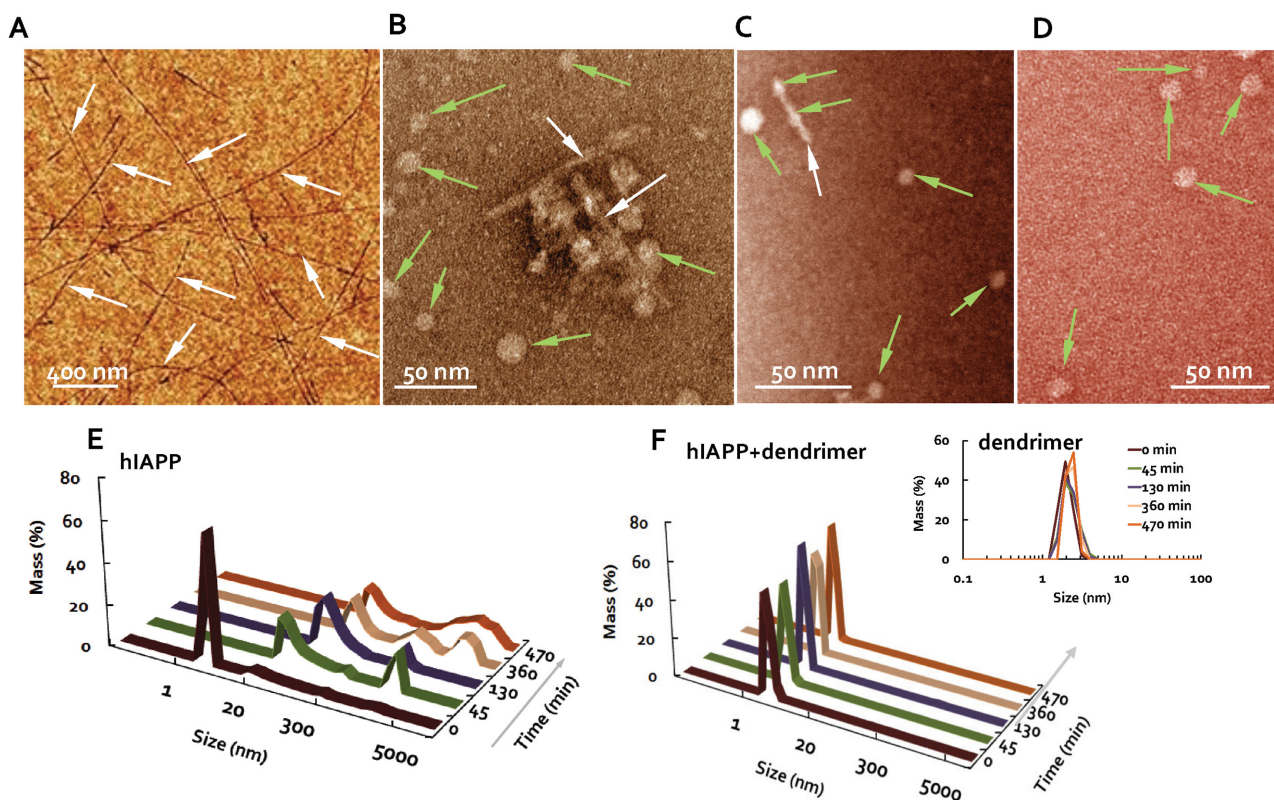 A
B
C
D
400 nm
50 nm
50 nm
50 nm
E
hIAPP
80
60
40
20
0
Mass (%)
1
20
300
5000
Size (nm)
0
45
130
360
470
Time (min)
F
hIAPP+dendrimer
80
60
40
20
0
Mass (%)
1
20
300
5000
Size (nm)
0
45
130
360
470
Time (min)
dendrimer
60
40
20
0
Mass (%)
0.1
1
10
100
Size (nm)
0 min
45 min
130 min
360 min
470 min